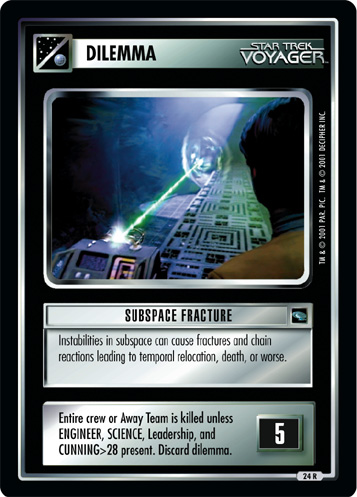 DILEMMA
STAR TREK
VOYAGER™
TM & © 2001 PAR. PIC. TM & © 2001 DECIPHER INC.
SUBSPACE FRACTURE
Instabilities in subspace can cause fractures and chain
reactions leading to temporal relocation, death, or worse.
Entire crew or Away Team is killed unless
ENGINEER, SCIENCE, Leadership, and
CUNNING>28 present. Discard dilemma.
5
24 R